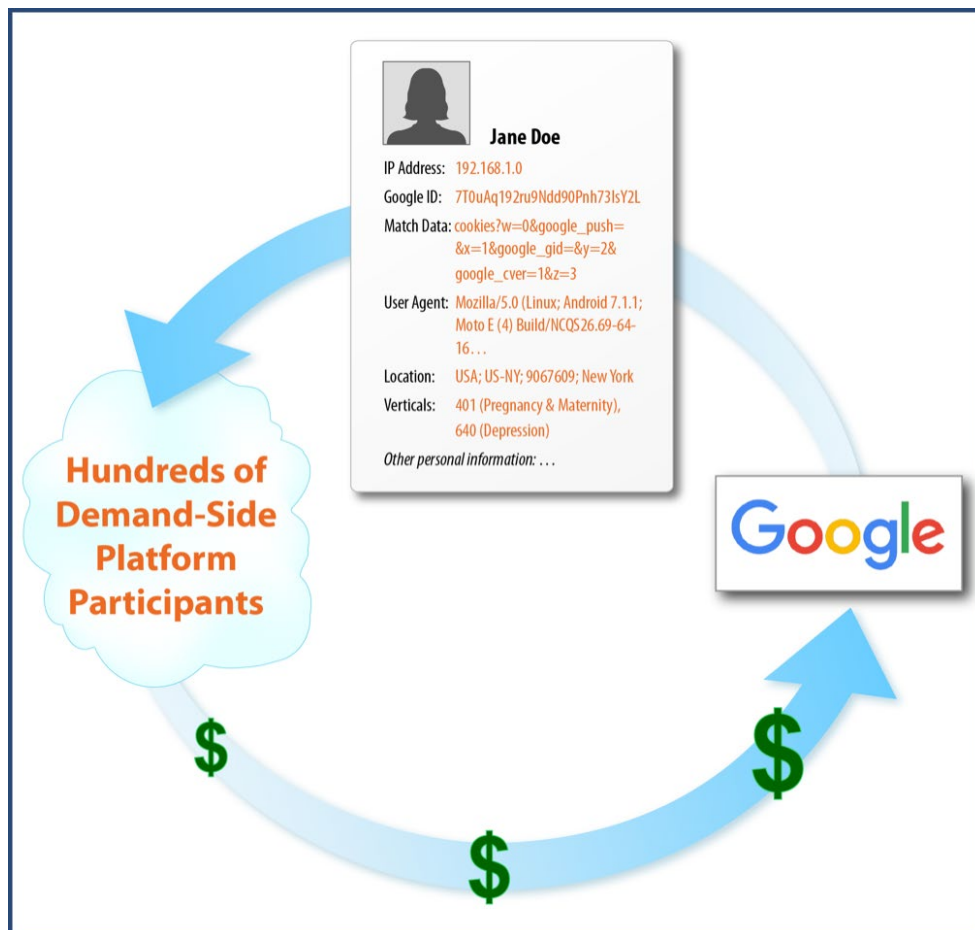 Jane Doe
IP Address: 192.168.1.0
Google ID: 7T0uAq192ru9Ndd90Pnh73IsY2L
Match Data: cookies?w=0&google_push=
&x=1&google_gid=&y=2&
google_cver=1&z=3
User Agent: Mozilla/5.0 (Linux; Android 7.1.1;
Moto E (4) Build/NCQS26.69-64-
16…
Location: USA; US-NY; 9067609; New York
Verticals: 401 (Pregnancy & Maternity),
640 (Depression)
Other personal information: …
Hundreds of
Demand-Side
Platform
Participants
Google
$
$
$